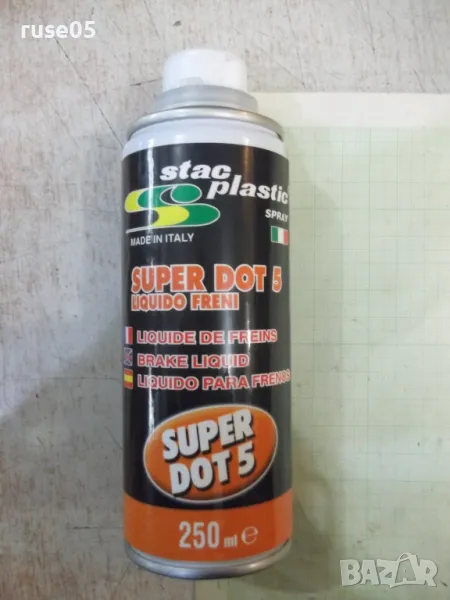 ruse05
stac
plastic
SPRAY
MADE IN ITALY
SUPER DOT 5
LIQUIDO FRENI
LIQUIDE DE FREINS
BRAKE LIQUID
LIQUIDO PARA FRENOS
SUPER
DOT 5
250 ml e
BAZAR